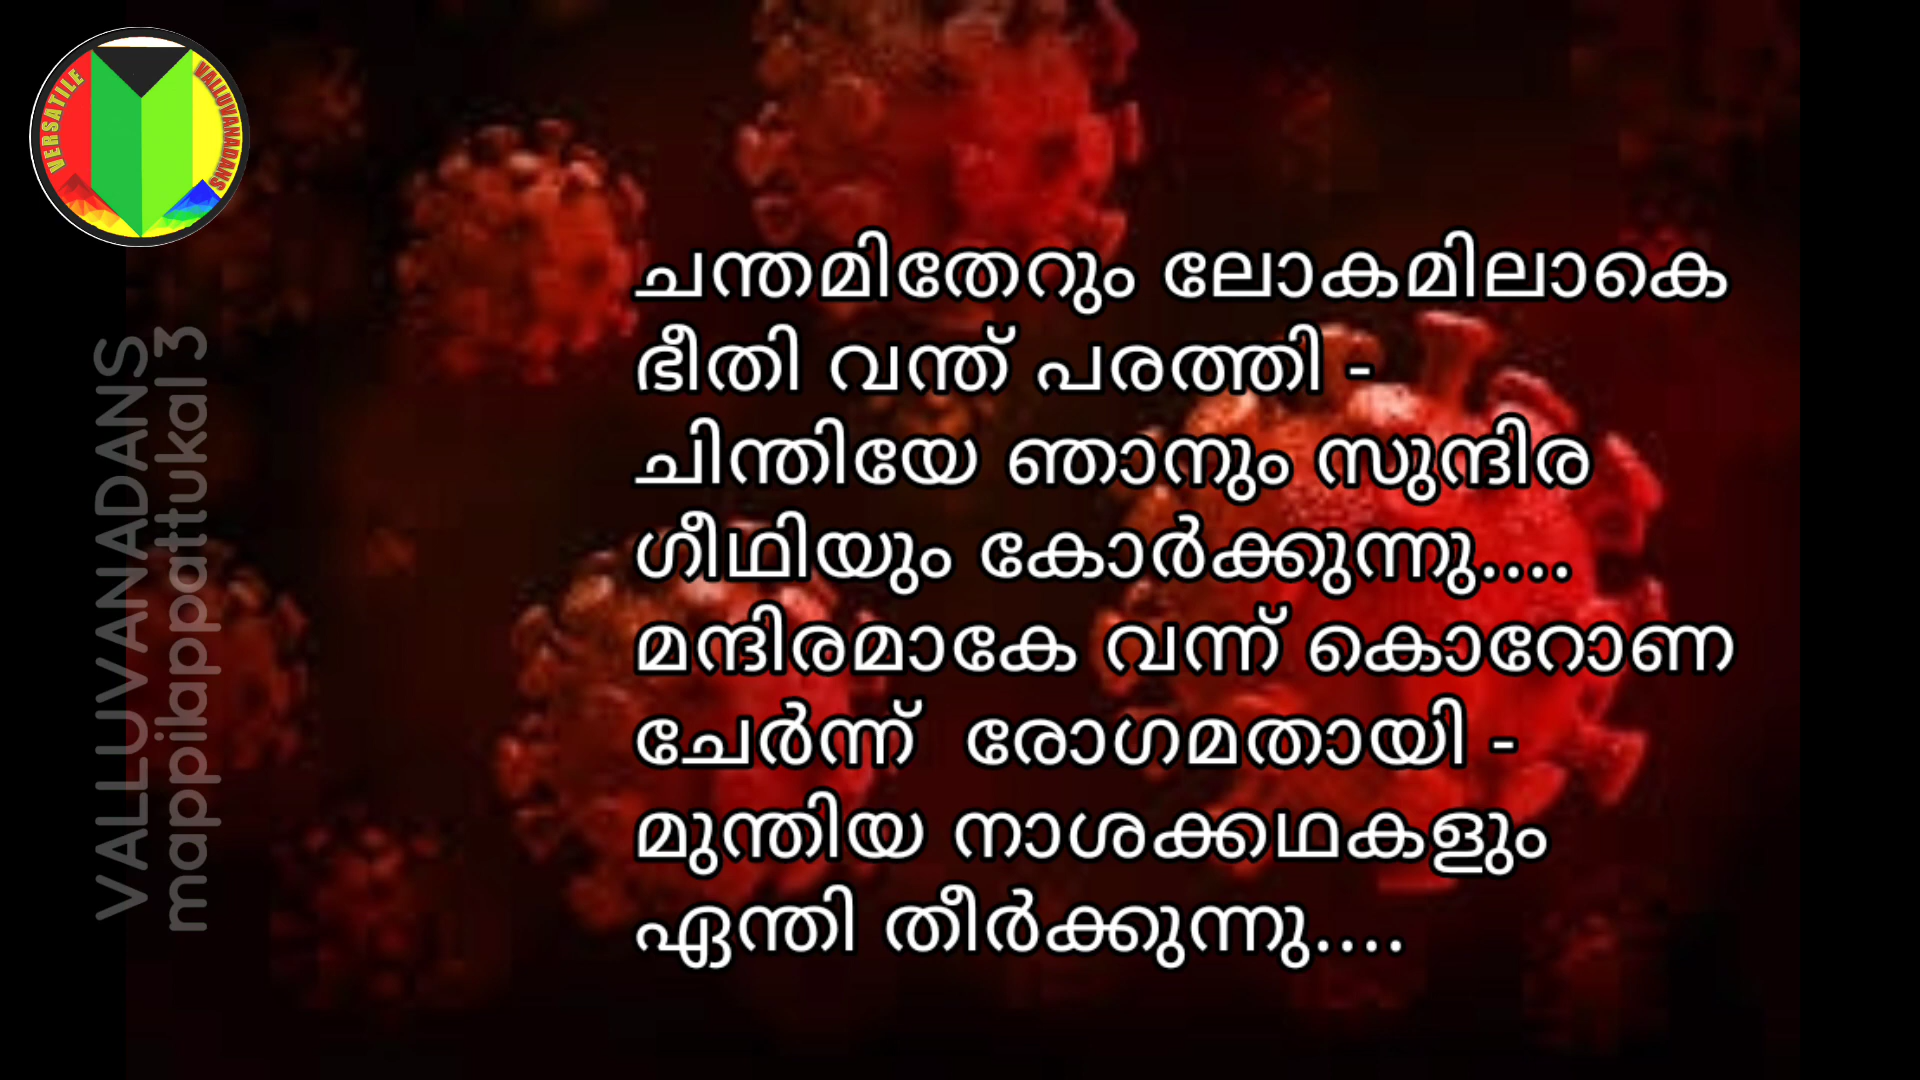 VERSATILE
VALLUVANADANS
VALLUVANADANS
mappilappattukal 3
ചന്തമിതേറും ലോകമിലാകെ
ഭീതി വന്ത് പരത്തി -
ചിന്തിയേ ഞാനും സുന്ദിര
ഗീഥിയും കോർക്കുന്നു....
മന്ദിരമാകേ വന്ന് കൊറോണ
ചേർന്ന് രോഗമതായി -
മുന്തിയ നാശക്കഥകളും
ഏന്തി തീർക്കുന്നു....